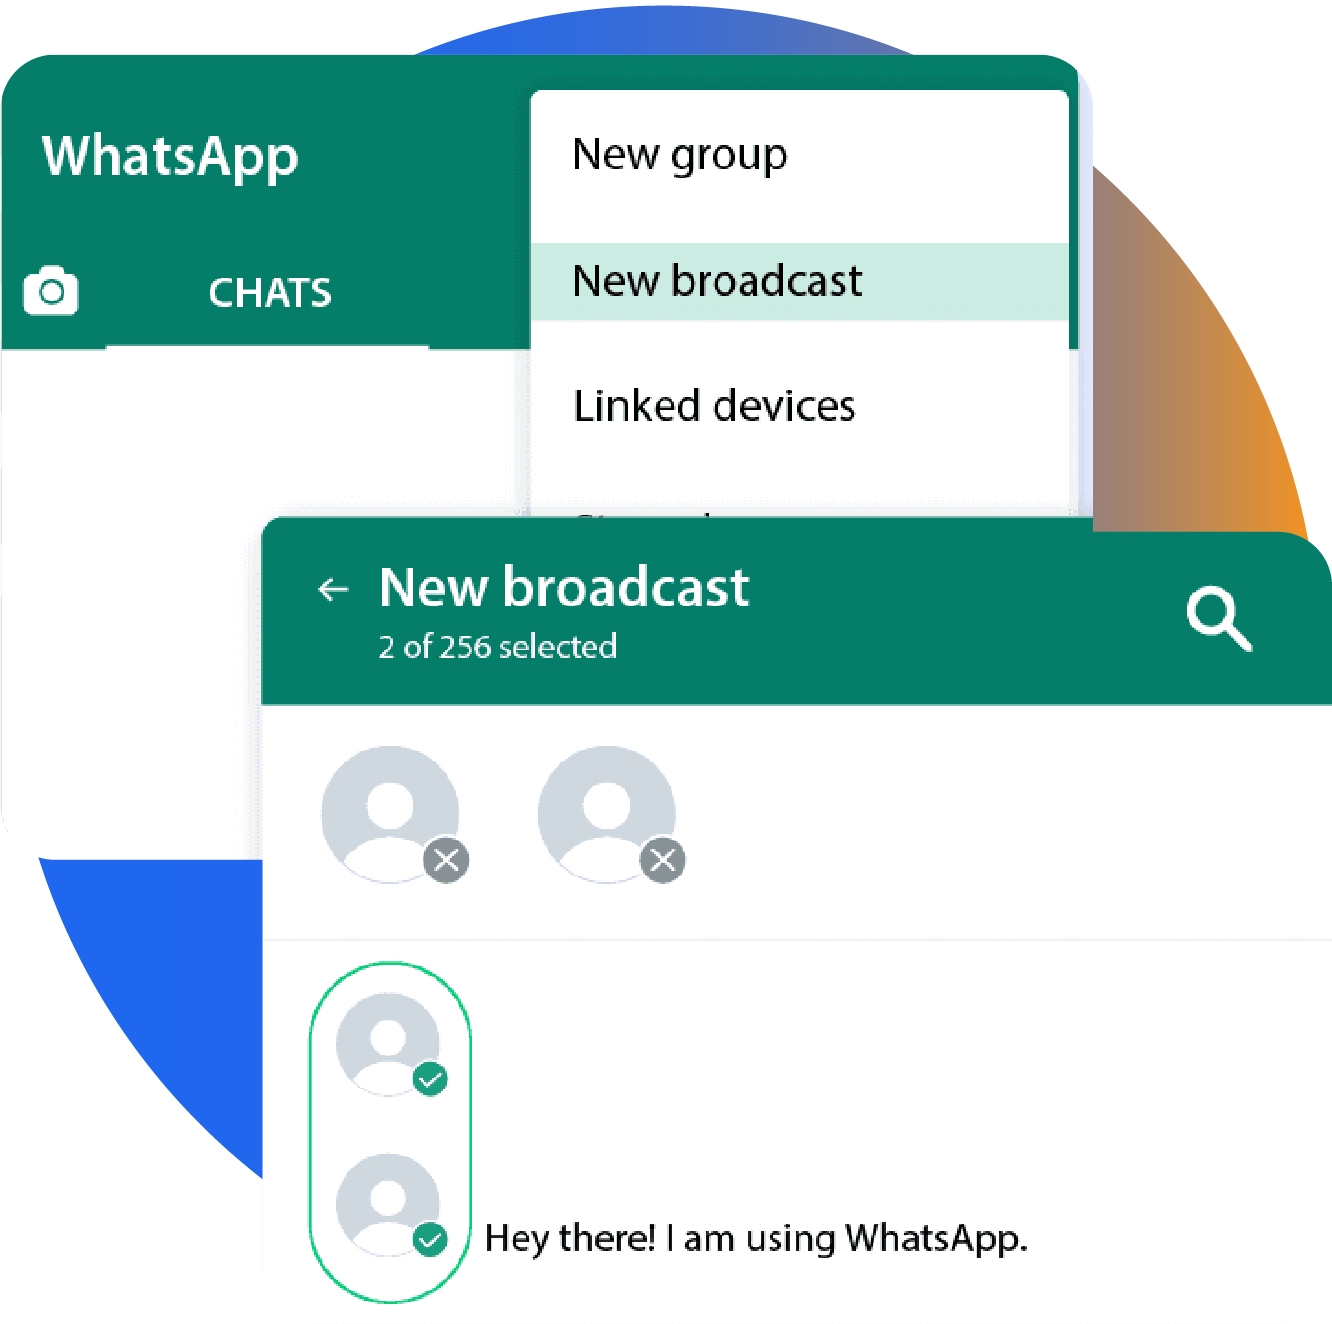 WhatsApp
CHATS
New group
New broadcast
Linked devices
New broadcast
2 of 256 selected
Hey there! I am using WhatsApp.